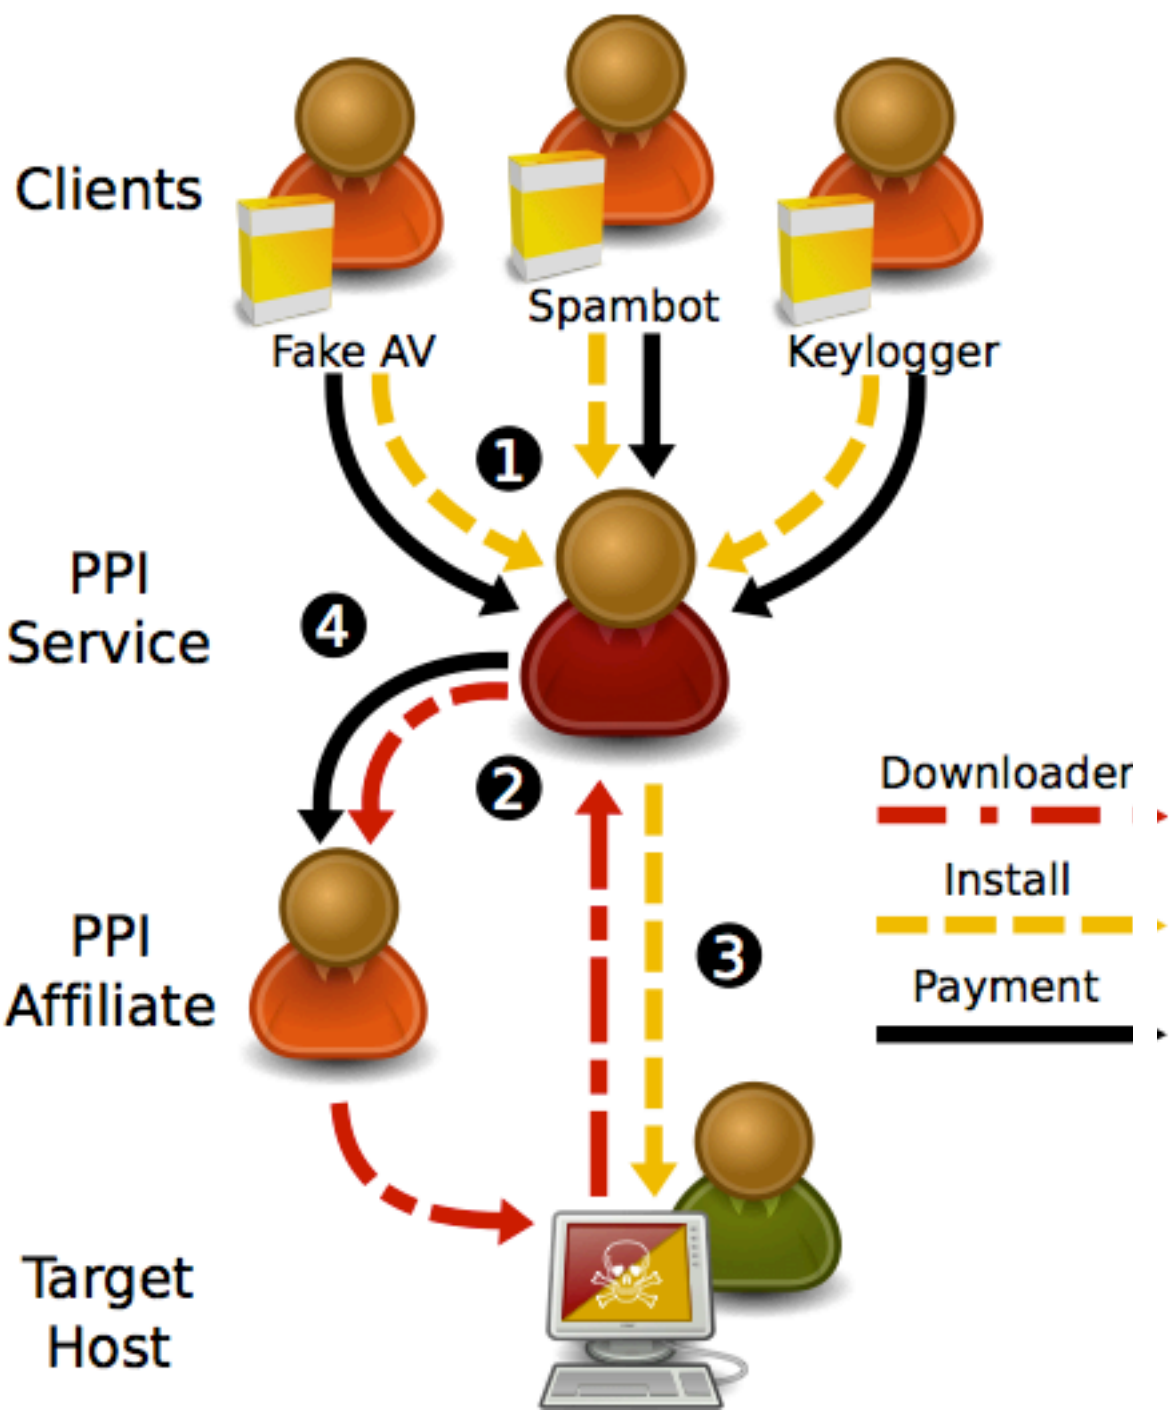 Clients
Spambot
Fake AV
Keylogger
1
PPI
Service
4
2
Downloader
Install
PPI
Affiliate
3
Payment
Target
Host